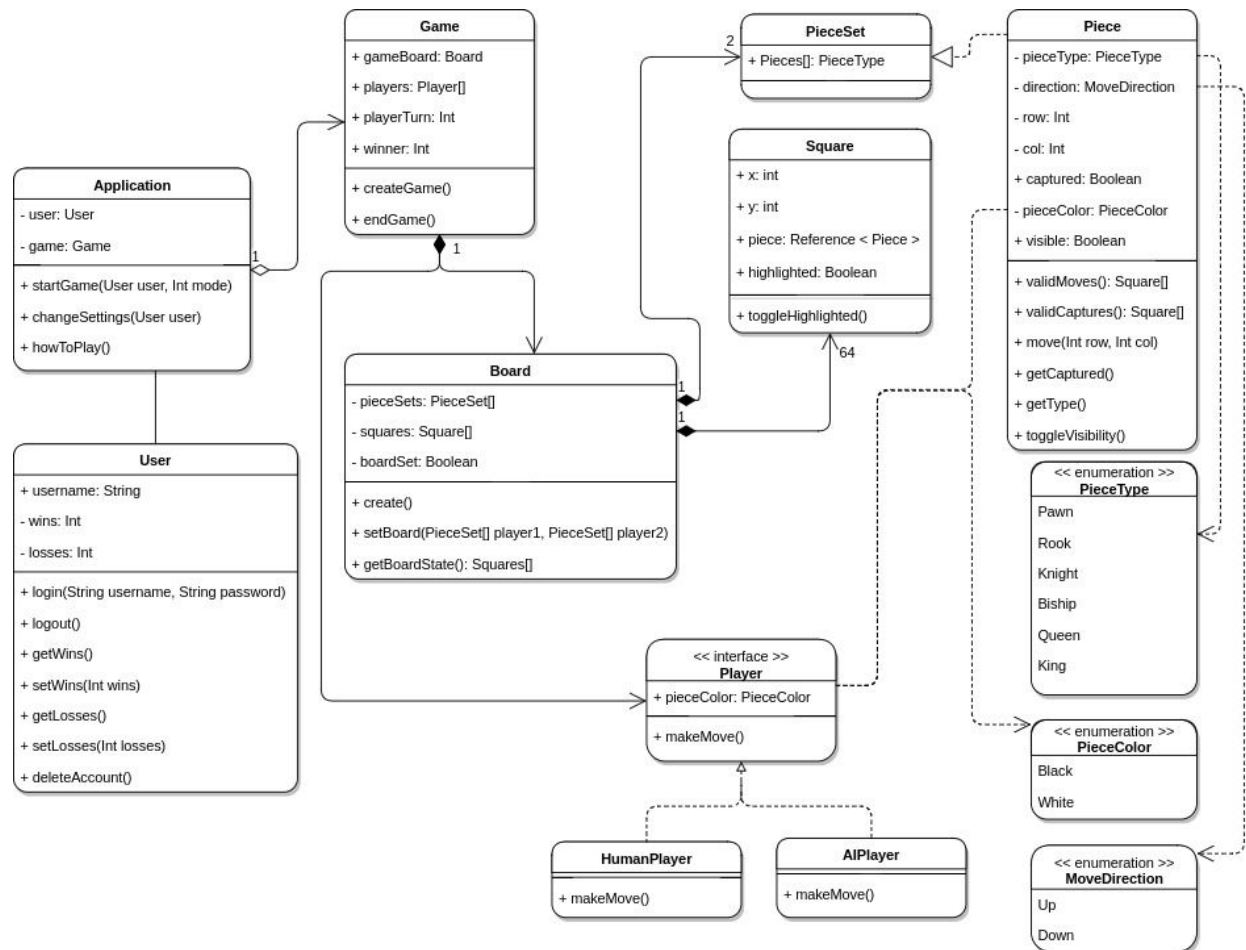 Game
+ gameBoard: Board
+ players: Player[]
+ playerTurn: Int
+ winner: Int
+ createGame()
+ endGame()
1
Application
- user: User
- game: Game
+ startGame(User user, Int mode)
+ changeSettings(User user)
+ howToPlay()
1
User
+ username: String
- wins: Int
- losses: Int
+ login(String username, String password)
+ logout()
+ getWins()
+ setWins(Int wins)
+ getLosses()
+ setLosses(Int losses)
+ deleteAccount()
Board
- pieceSets: PieceSet[]
- squares: Square[]
- boardSet: Boolean
+ create()
+ setBoard(PieceSet[] player1, PieceSet[] player2)
+ getBoardState(): Squares[]
1
1
2
PieceSet
+ Pieces[]: PieceType
Square
+ x: int
+ y: int
+ piece: Reference < Piece >
+ highlighted: Boolean
+ toggleHighlighted()
64
Piece
- pieceType: PieceType
- direction: MoveDirection
- row: Int
- col: Int
+ captured: Boolean
- pieceColor: PieceColor
+ visible: Boolean
+ validMoves(): Square[]
+ validCaptures(): Square[]
+ move(Int row, Int col)
+ getCaptured()
+ getType()
+ toggleVisibility()
<< enumeration >>
PieceType
Pawn
Rook
Knight
Biship
Queen
King
<< enumeration >>
PieceColor
Black
White
<< enumeration >>
MoveDirection
Up
Down
<< interface >>
Player
+ pieceColor: PieceColor
+ makeMove()
HumanPlayer
+ makeMove()
AIPlayer
+ makeMove()